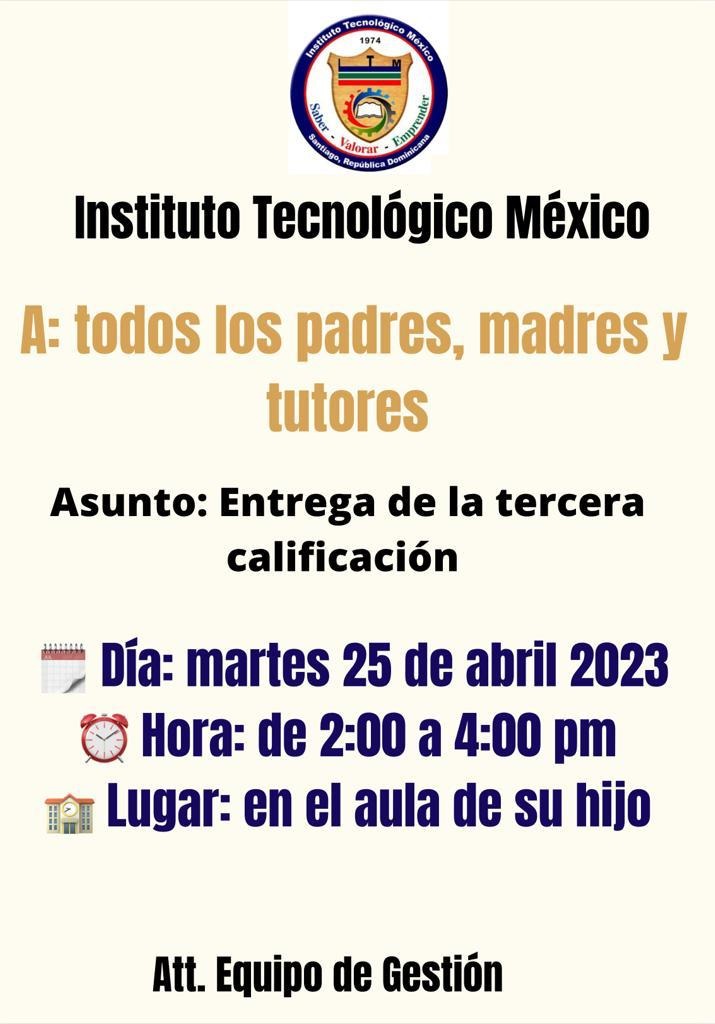 Instituto Tecnológico México
1974
I T M
Saber - Valorar - Emprender
Santiago, República Dominicana
Instituto Tecnológico México
A: todos los padres, madres y
tutores
Asunto: Entrega de la tercera
calificación
Día: martes 25 de abril 2023
Hora: de 2:00 a 4:00 pm
Lugar: en el aula de su hijo
Att. Equipo de Gestión